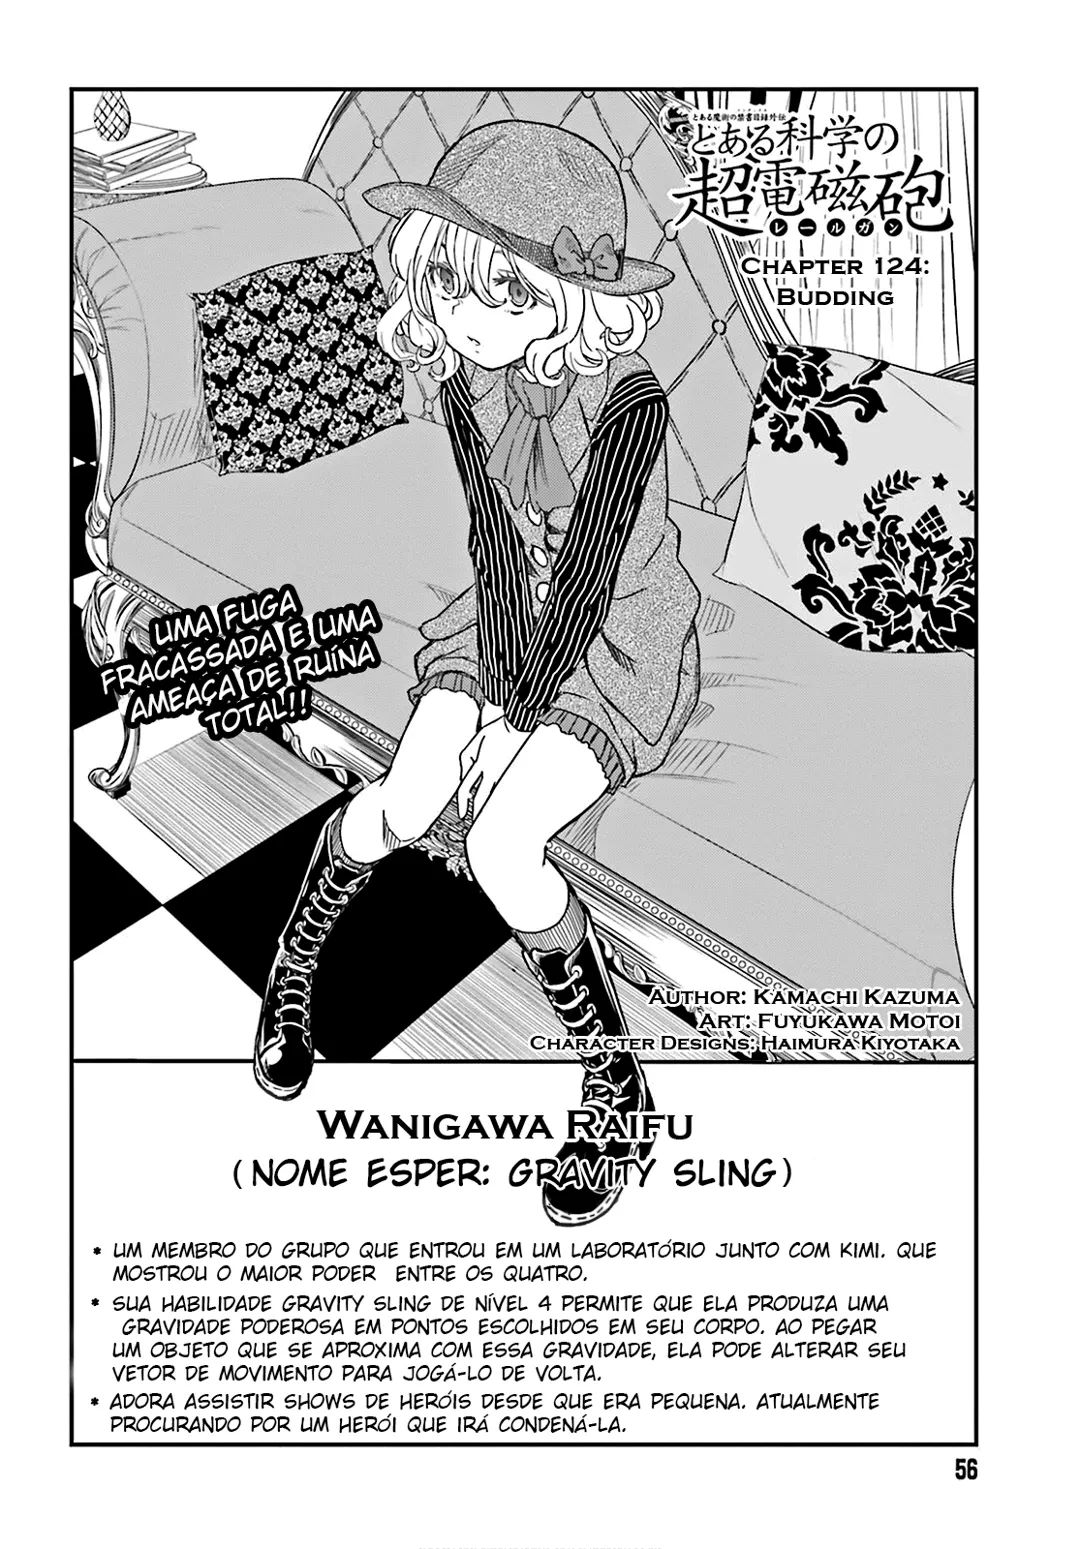 とある魔術の禁書目録外伝
とある科学の
超電磁砲
レールガン
Chapter 124:
Budding
UMA FUGA
FRACASSADA E UMA
AMEAÇA DE RUÍNA
TOTAL!!
Author: Kamachi Kazuma
Art: Fuyukawa Motoi
Character Designs: Haimura Kiyotaka
Wanigawa Raifu
(NOME ESPER: GRAVITY SLING)
* UM MEMBRO DO GRUPO QUE ENTROU EM UM LABORATÓRIO JUNTO COM KIMI. QUE
MOSTROU O MAIOR PODER ENTRE OS QUATRO.
* SUA HABILIDADE GRAVITY SLING DE NÍVEL 4 PERMITE QUE ELA PRODUZA UMA
GRAVIDADE PODEROSA EM PONTOS ESCOLHIDOS EM SEU CORPO. AO PEGAR
UM OBJETO QUE SE APROXIMA COM ESSA GRAVIDADE, ELA PODE ALTERAR SEU
VETOR DE MOVIMENTO PARA JOGÁ-LO DE VOLTA.
* ADORA ASSISTIR SHOWS DE HERÓIS DESDE QUE ERA PEQUENA. ATUALMENTE
PROCURANDO POR UM HERÓI QUE IRÁ CONDENÁ-LA.
56